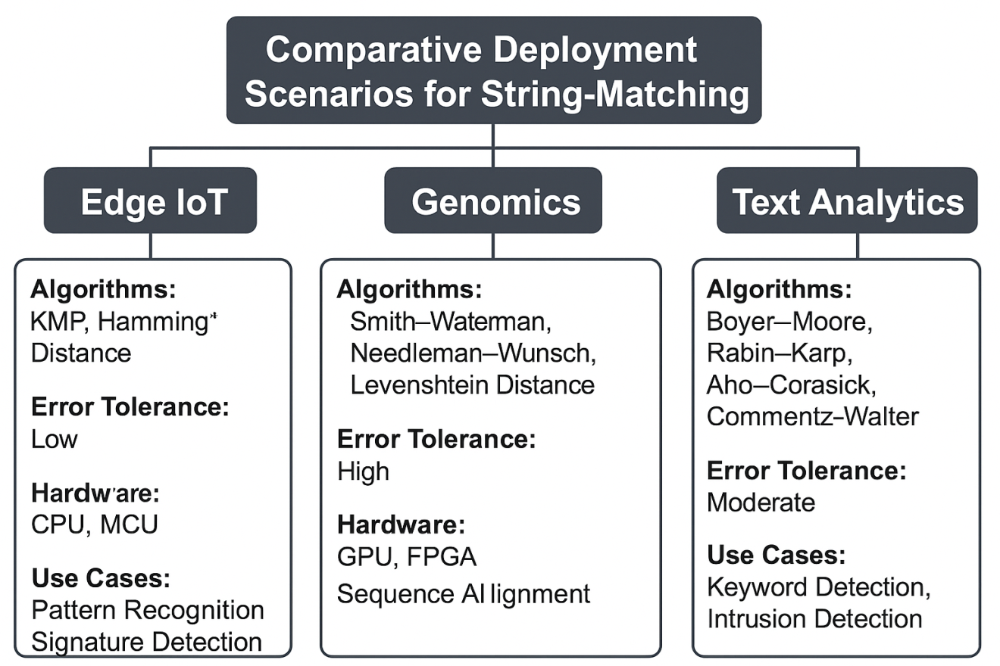 Comparative Deployment
Scenarios for String-Matching
Edge IoT
Genomics
Text Analytics
Algorithms:
KMP, Hamming*
Distance
Error Tolerance:
Low
Hardw'are:
CPU, MCU
Use Cases:
Pattern Recognition
Signature Detection
Algorithms:
Smith–Waterman,
Needleman–Wunsch,
Levenshtein Distance
Error Tolerance:
High
Hardware:
GPU, FPGA
Sequence AI lignment
Algorithms:
Boyer–Moore,
Rabin–Karp,
Aho–Corasick,
Commentz-Walter
Error Tolerance:
Moderate
Use Cases:
Keyword Detection,
Intrusion Detection